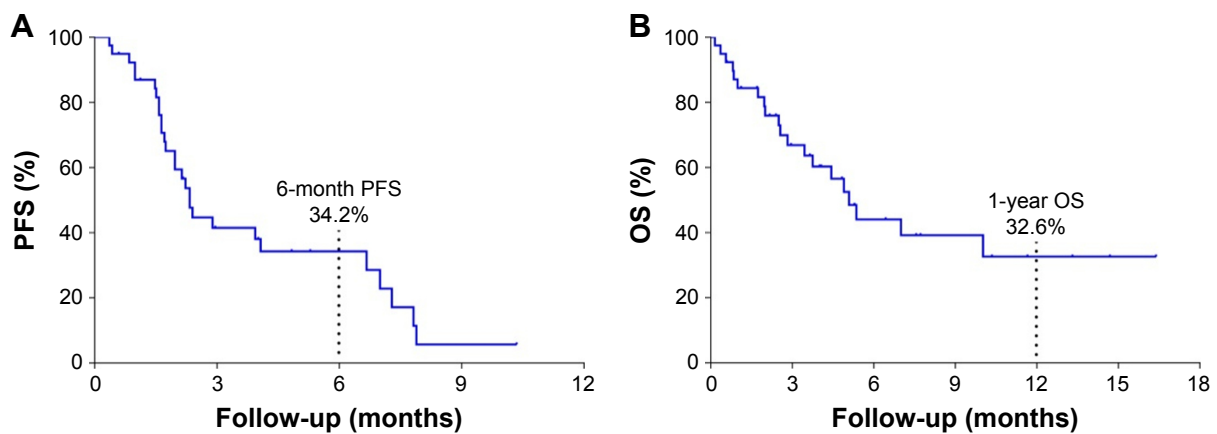 A
100
80
60
40
20
0
PFS (%)
6-month PFS
34.2%
0 3 6 9 12
Follow-up (months)
B
100
80
60
40
20
0
OS (%)
1-year OS
32.6%
0 3 6 9 12 15 18
Follow-up (months)